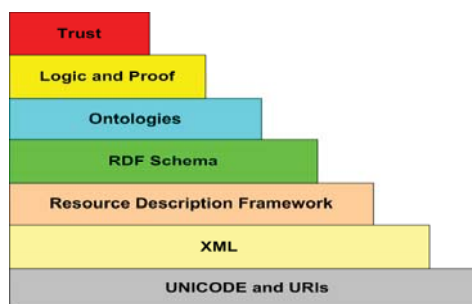 Trust
Logic and Proof
Ontologies
RDF Schema
Resource Description Framework
XML
UNICODE and URIs